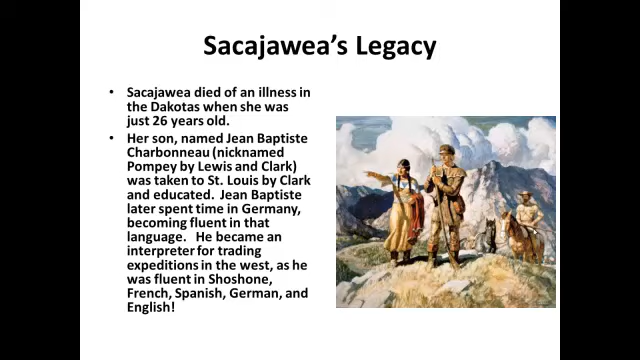 Sacajawea’s Legacy
• Sacajawea died of an illness in
the Dakotas when she was
just 26 years old.
• Her son, named Jean Baptiste
Charbonneau (nicknamed
Pompey by Lewis and Clark)
was taken to St. Louis by Clark
and educated.  Jean Baptiste
later spent time in Germany,
becoming fluent in that
language.   He became an
interpreter for trading
expeditions in the west, as he
was fluent in Shoshone,
French, Spanish, German, and
English!